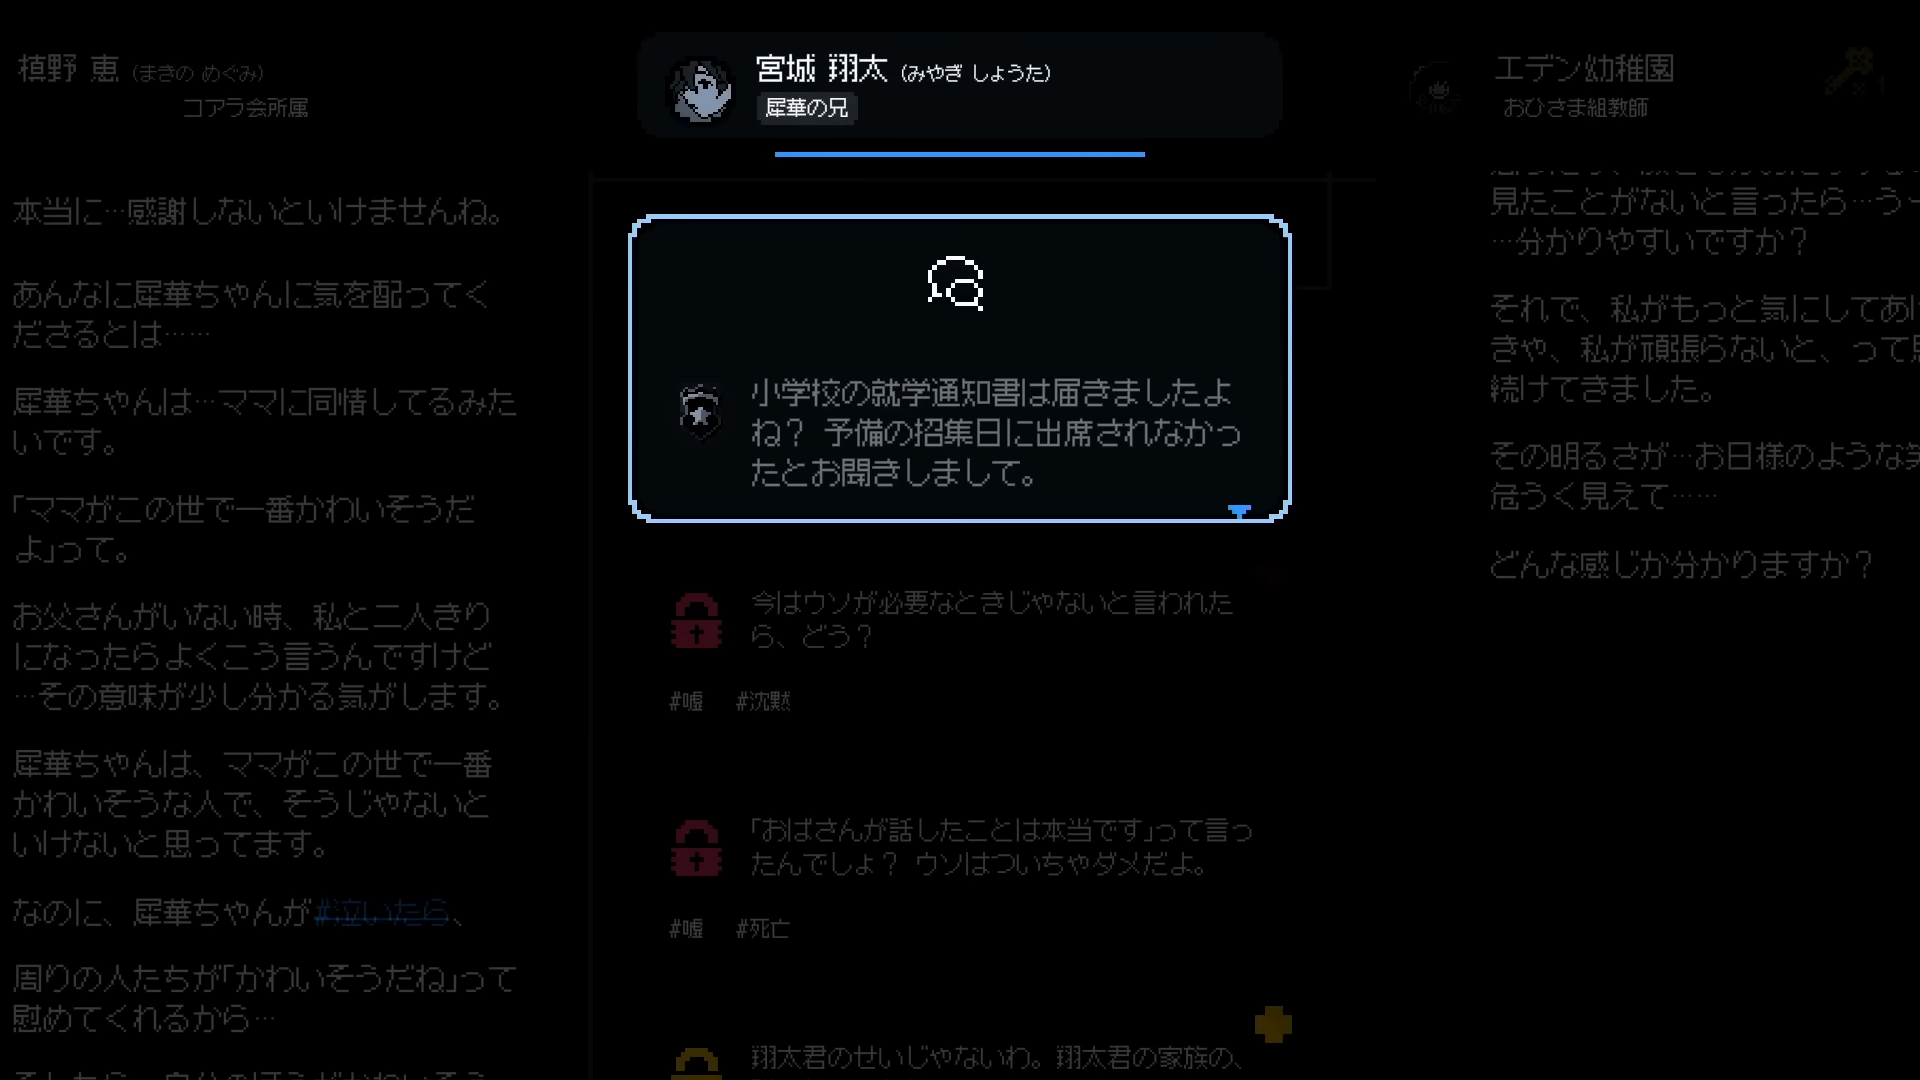 植野 恵 (まきの めぐみ)
コアラ会所属
本当に…感謝しないといけませんね。
あんなに犀華ちゃんに気を配ってく
ださるとは……
犀華ちゃんは…ママに同情してるみた
いです。
「ママがこの世で一番かわいそうだ
よ」って。
お父さんがいない時、私と二人きり
になったらよくこう言うんですけど
…その意味が少し分かる気がします。
犀華ちゃんは、ママがこの世で一番
かわいそうな人で、そうじゃないと
いけないと思ってます。
なのに、犀華ちゃんが#泣いたら、
周りの人たちが「かわいそうだね」って
慰めてくれるから…
宮城 翔太 (みやぎ しょうた)
犀華の兄
小学校の就学通知書は届きましたよ
ね? 予備の招集日に出席されなかっ
たとお聞きしまして。
今はウソが必要なときじゃないと言われた
ら、どう?
#嘘 #沈黙
「おばさんが話したことは本当です」って言っ
たんでしょ? ウソはついちゃダメだよ。
#嘘 #死亡
翔太君のせいじゃないわ。翔太君の家族の、
エデン幼稚園
おひさま組教師
見たことがないと言ったら…う
…分かりやすいですか?
それで、私がもっと気にしてあ
きゃ、私が頑張らないと、って
続けてきました。
その明るさが…お日様のような
危うく見えて……
どんな感じか分かりますか?